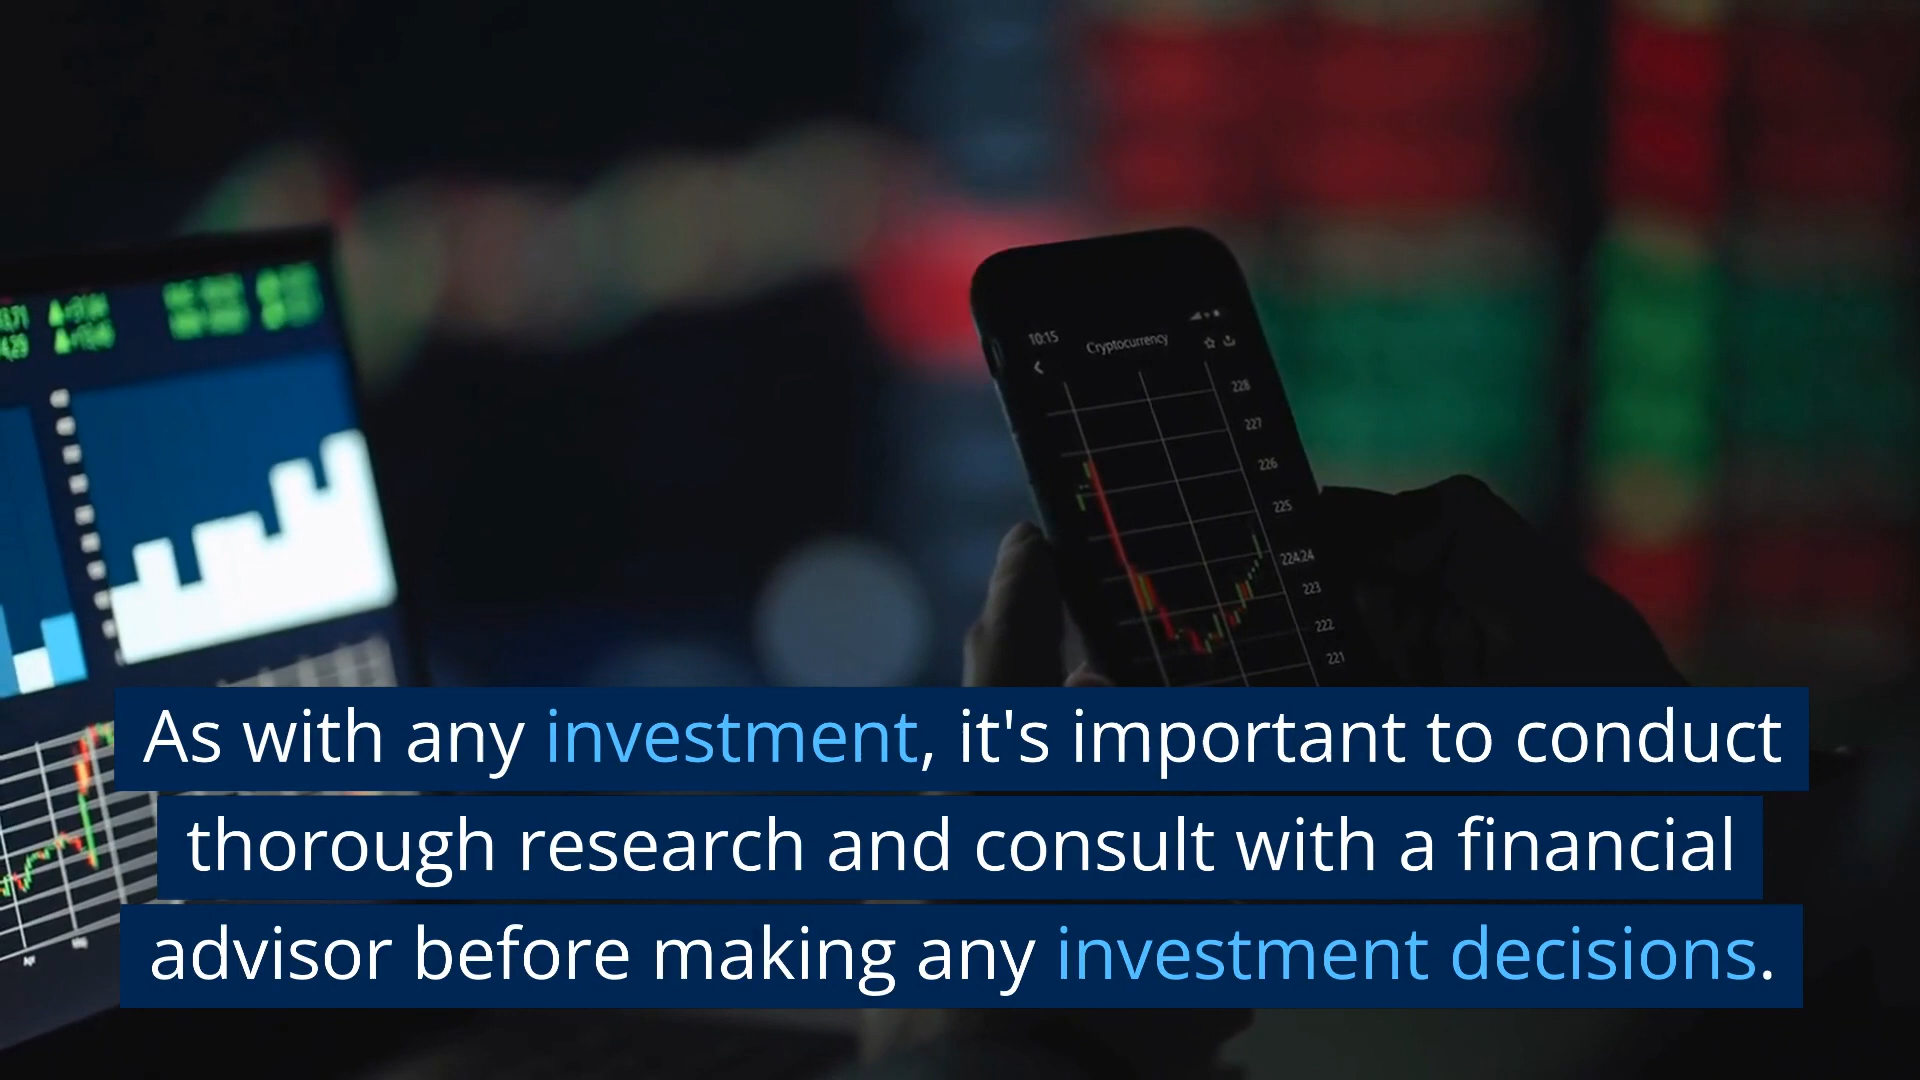 10:15
Cryptocurrency
228
227
226
225
224.24
223
222
221
As with any investment, it's important to conduct
thorough research and consult with a financial
advisor before making any investment decisions.